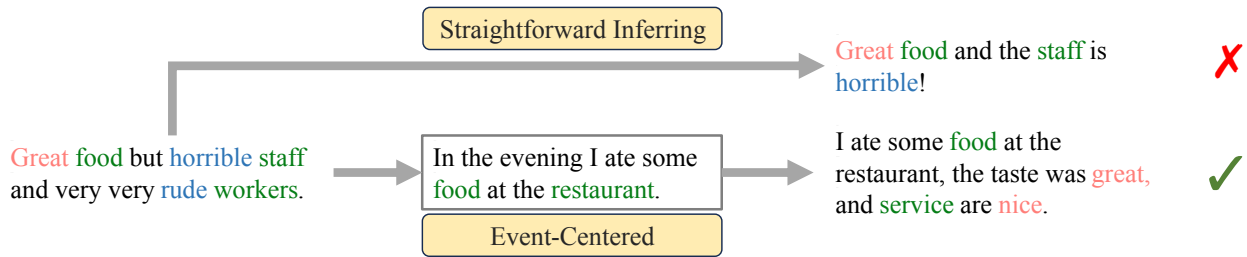 Straightforward Inferring
Great food and the staff is
horrible!
✗
Great food but horrible staff
and very very rude workers.
In the evening I ate some
food at the restaurant.
I ate some food at the
restaurant, the taste was great,
and service are nice.
✓
Event-Centered